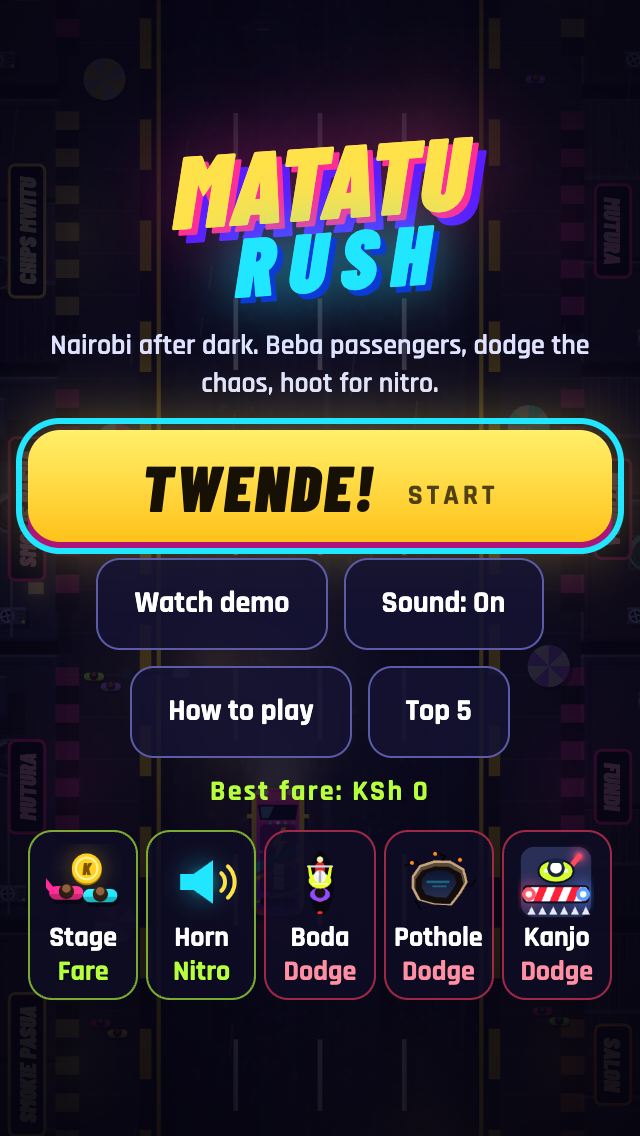 MATATU
RUSH
Nairobi after dark. Beba passengers, dodge the
chaos, hoot for nitro.
TWENDE! START
Watch demo
Sound: On
How to play
Top 5
Best fare: KSh 0
K
Stage
Fare
Horn
Nitro
Boda
Dodge
Pothole
Dodge
Kanjo
Dodge
CHIPS MWITU
MUTURA
MUTURA
FUNDI
SMOKIE PASUA
SALON